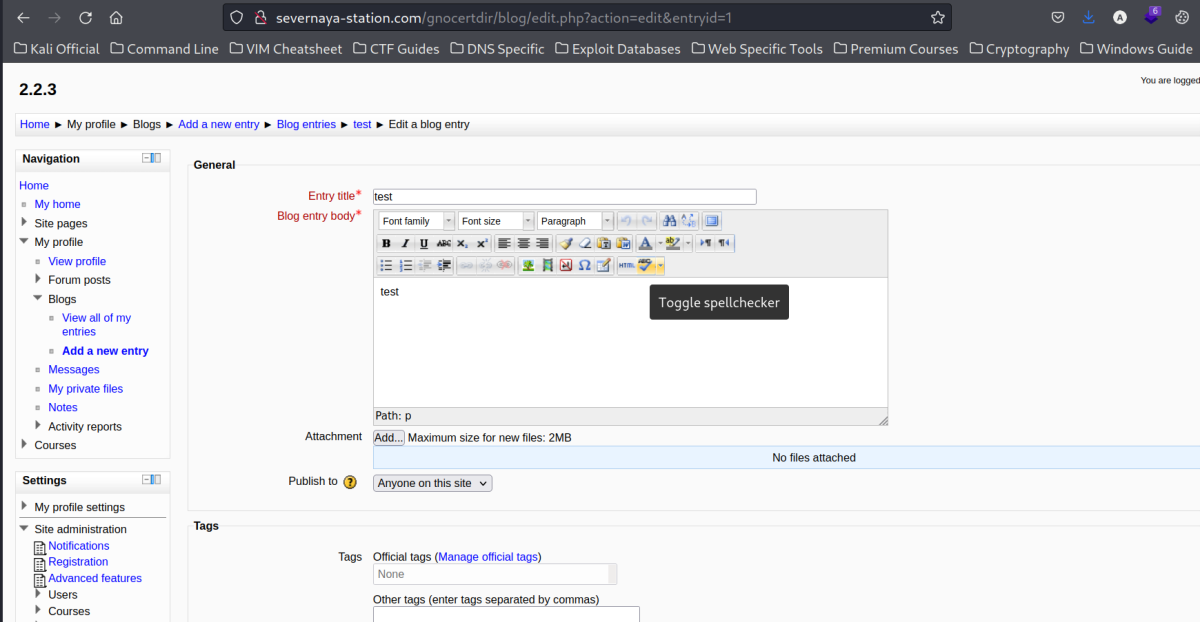 severnaya-station.com/gnocertdir/blog/edit.php?action=edit&entryid=1
A
6
Kali Official Command Line VIM Cheatsheet CTF Guides DNS Specific Exploit Databases Web Specific Tools Premium Courses Cryptography Windows Guide
2.2.3
You are logged
Home ► My profile ► Blogs ► Add a new entry ► Blog entries ► test ► Edit a blog entry
Navigation
Home
My home
Site pages
My profile
View profile
Forum posts
Blogs
View all of my
entries
Add a new entry
Messages
My private files
Notes
Activity reports
Courses
Settings
My profile settings
Site administration
Notifications
Registration
Advanced features
Users
Courses
General
Entry title*
test
Blog entry body*
Font family Font size Paragraph
B I U ABC X₂ X²
HTML ABC
test
Toggle spellchecker
Path: p
Attachment
Add... Maximum size for new files: 2MB
No files attached
Publish to ?
Anyone on this site
Tags
Tags Official tags (Manage official tags)
None
Other tags (enter tags separated by commas)